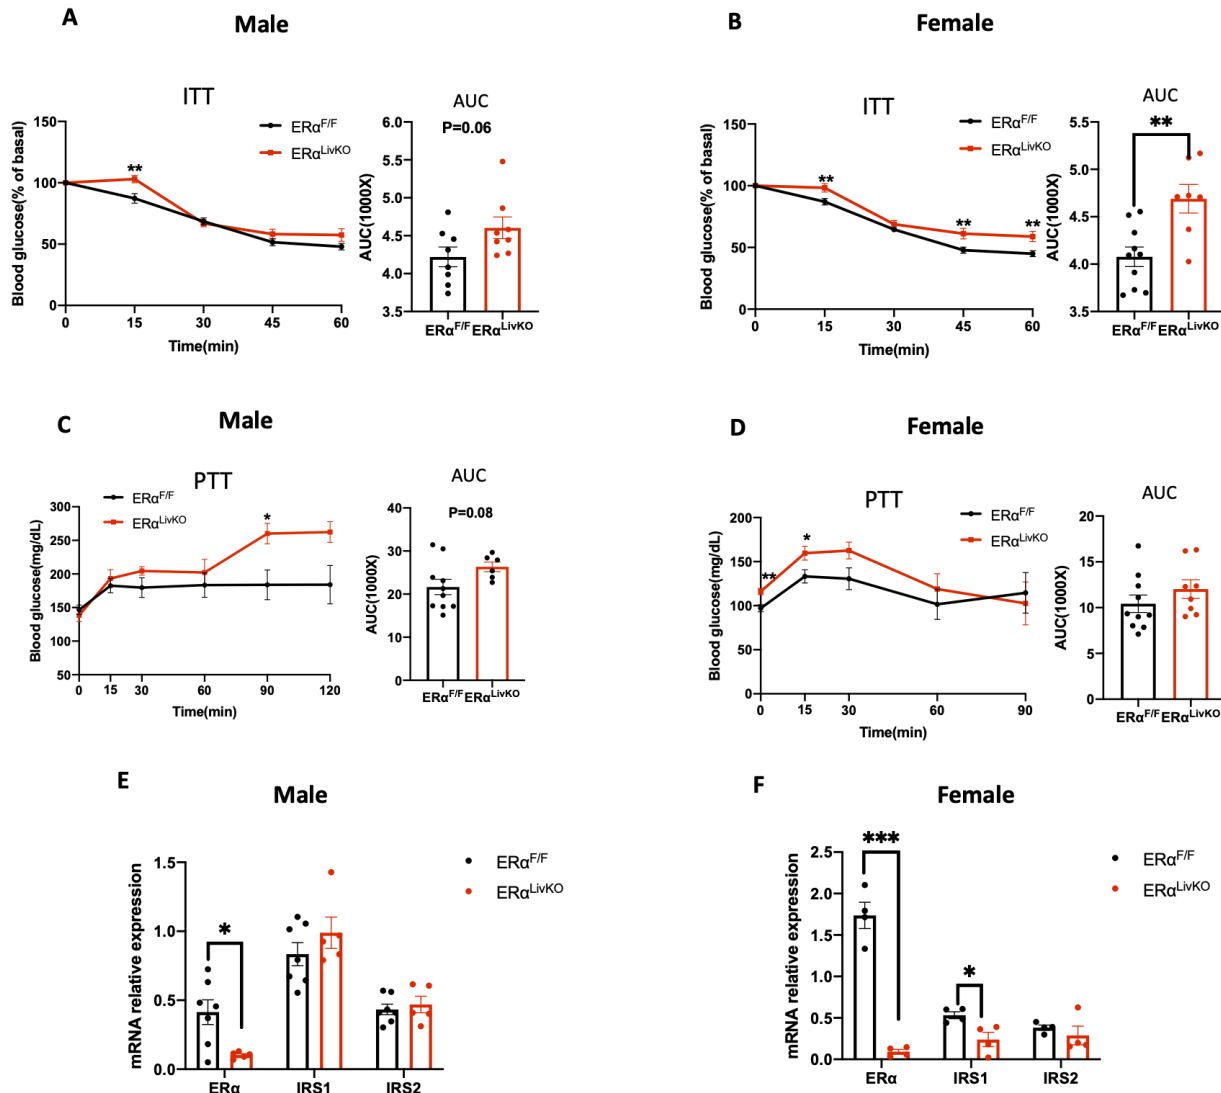 A
Male
ITT
ERαF/F
ERαLivKO
Blood glucose(% of basal)
150
100
50
0
**
0 15 30 45 60
Time(min)
AUC
P=0.06
AUC(1000X)
6.0
5.5
5.0
4.5
4.0
3.5
ERαF/F ERαLivKO
B
Female
ITT
ERαF/F
ERαLivKO
Blood glucose(% of basal)
150
100
50
0
** ** **
0 15 30 45 60
Time(min)
AUC
**
AUC(1000X)
5.5
5.0
4.5
4.0
3.5
ERαF/F ERαLivKO
C
Male
PTT
ERαF/F
ERαLivKO
Blood glucose(mg/dL)
300
250
200
150
100
50
*
0 15 30 60 90 120
Time(min)
AUC
P=0.08
AUC(1000X)
40
30
20
10
0
ERαF/F ERαLivKO
D
Female
PTT
ERαF/F
ERαLivKO
Blood glucose(mg/dL)
200
150
100
50
0
** *
0 15 30 60 90
Time(min)
AUC
AUC(1000X)
20
15
10
5
0
ERαF/F ERαLivKO
E
Male
ERαF/F
ERαLivKO
mRNA relative expression
1.5
1.0
0.5
0.0
*
ERα IRS1 IRS2
F
Female
ERαF/F
ERαLivKO
mRNA relative expression
2.5
2.0
1.5
1.0
0.5
0.0
***
*
ERα IRS1 IRS2